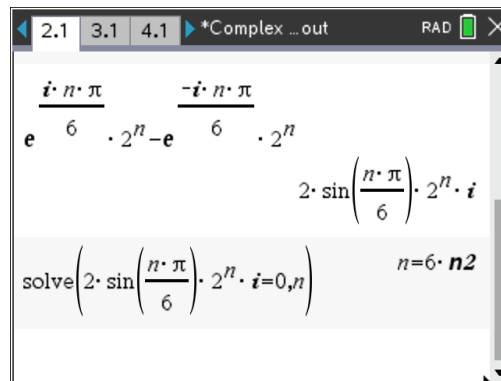 2.1 3.1 4.1 *Complex …out RAD
e^(i·n·π/6)·2^n−e^(−i·n·π/6)·2^n
2·sin(n·π/6)·2^n·i
solve(2·sin(n·π/6)·2^n·i=0,n) n=6·n2